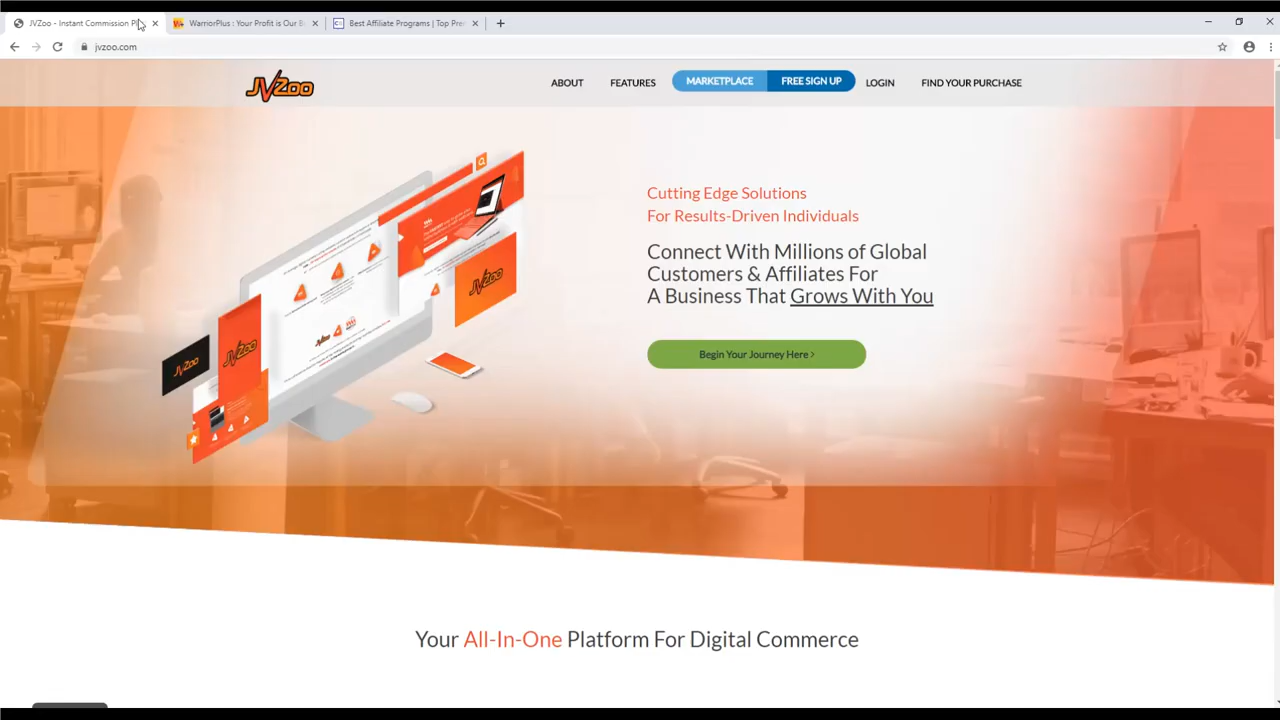 JVZoo - Instant Commission Pl
WarriorPlus : Your Profit is Our B
Best Affiliate Programs | Top Pre
jvzoo.com
JVZoo
ABOUT
FEATURES
MARKETPLACE
FREE SIGN UP
LOGIN
FIND YOUR PURCHASE
Cutting Edge Solutions
For Results-Driven Individuals
Connect With Millions of Global
Customers & Affiliates For
A Business That Grows With You
Begin Your Journey Here >
JVZoo
JVZoo
JVZoo
Your All-In-One Platform For Digital Commerce